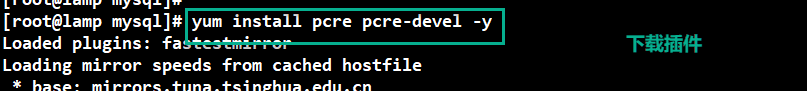 [root@lamp mysql]#
[root@lamp mysql]# yum install pcre pcre-devel -y
Loaded plugins: fastestmirror
下载插件
Loading mirror speeds from cached hostfile
* base: mirrors.tuna.tsinghua.edu.cn